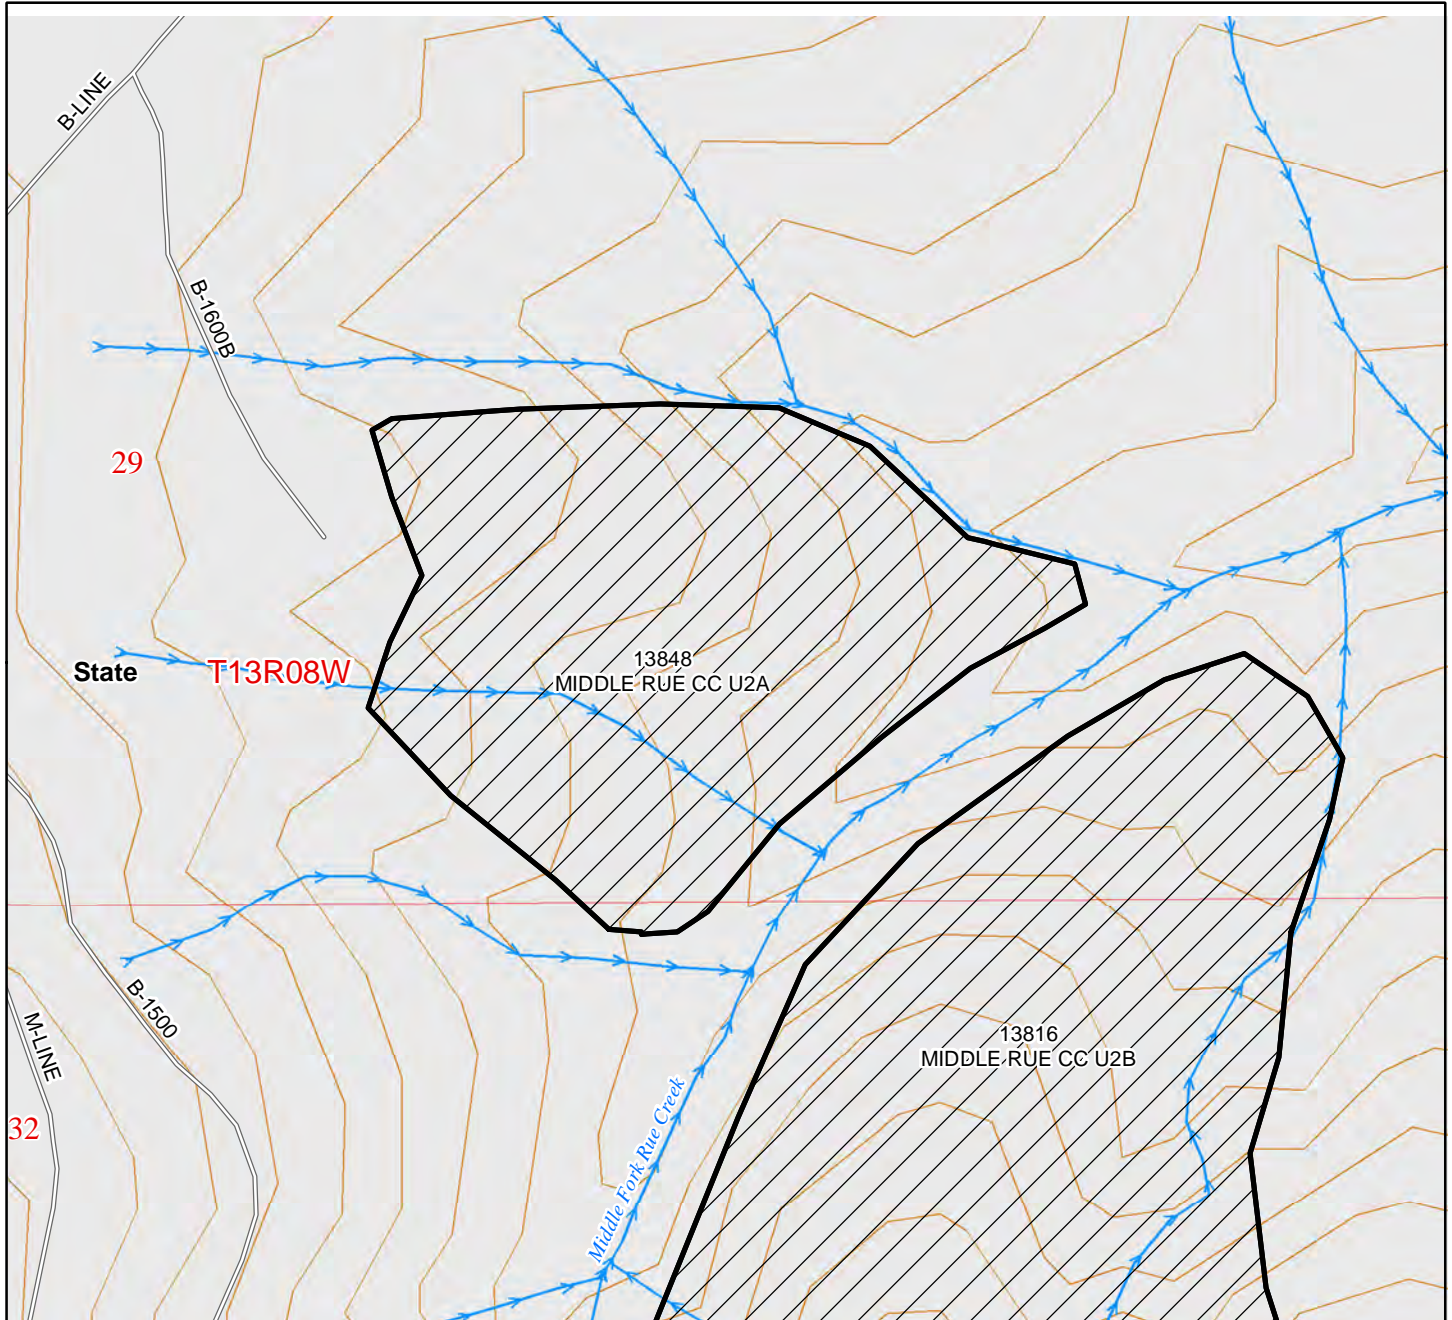 B-LINE
B-1600B
29
State
T13R08W
13848
MIDDLE RUE CC U2A
B-1500
M-LINE
13816
MIDDLE RUE CC U2B
Middle Fork Rue Creek
32